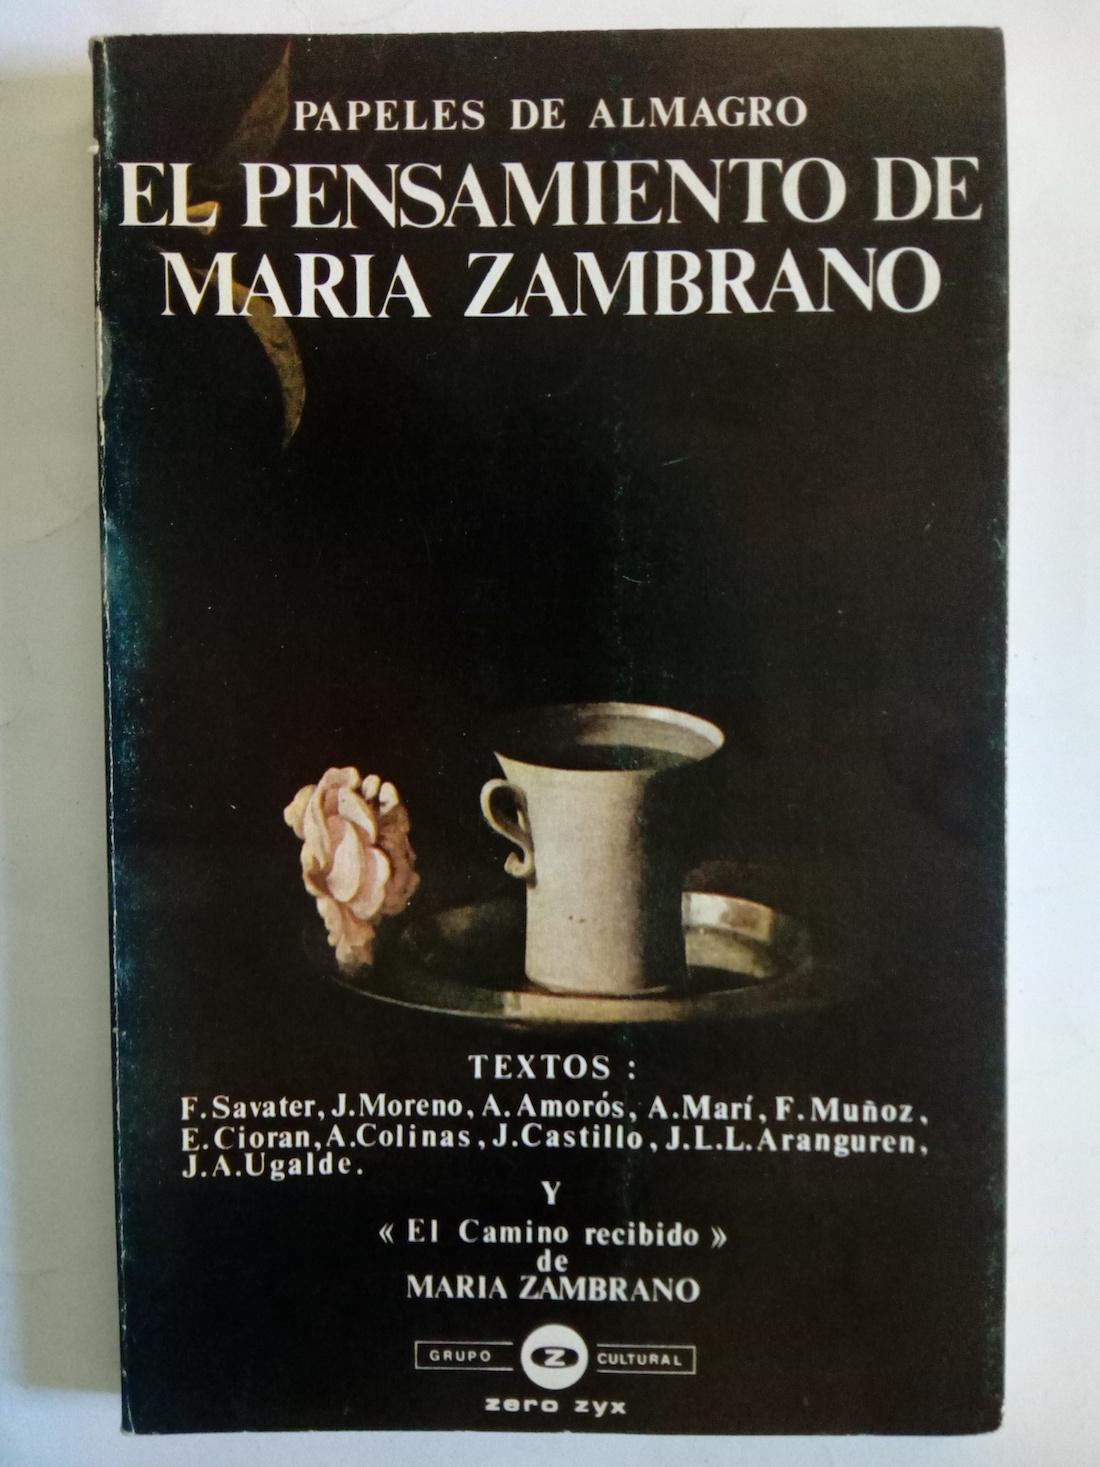 PAPELES DE ALMAGRO
EL PENSAMIENTO DE
MARIA ZAMBRANO
TEXTOS :
F.Savater, J.Moreno, A.Amorós, A.Marí, F.Muñoz,
E.Cioran, A.Colinas, J.Castillo, J.L.L.Aranguren,
J.A.Ugalde.
Y
« El Camino recibido »
de
MARIA ZAMBRANO
GRUPO Z CULTURAL
zero zyx